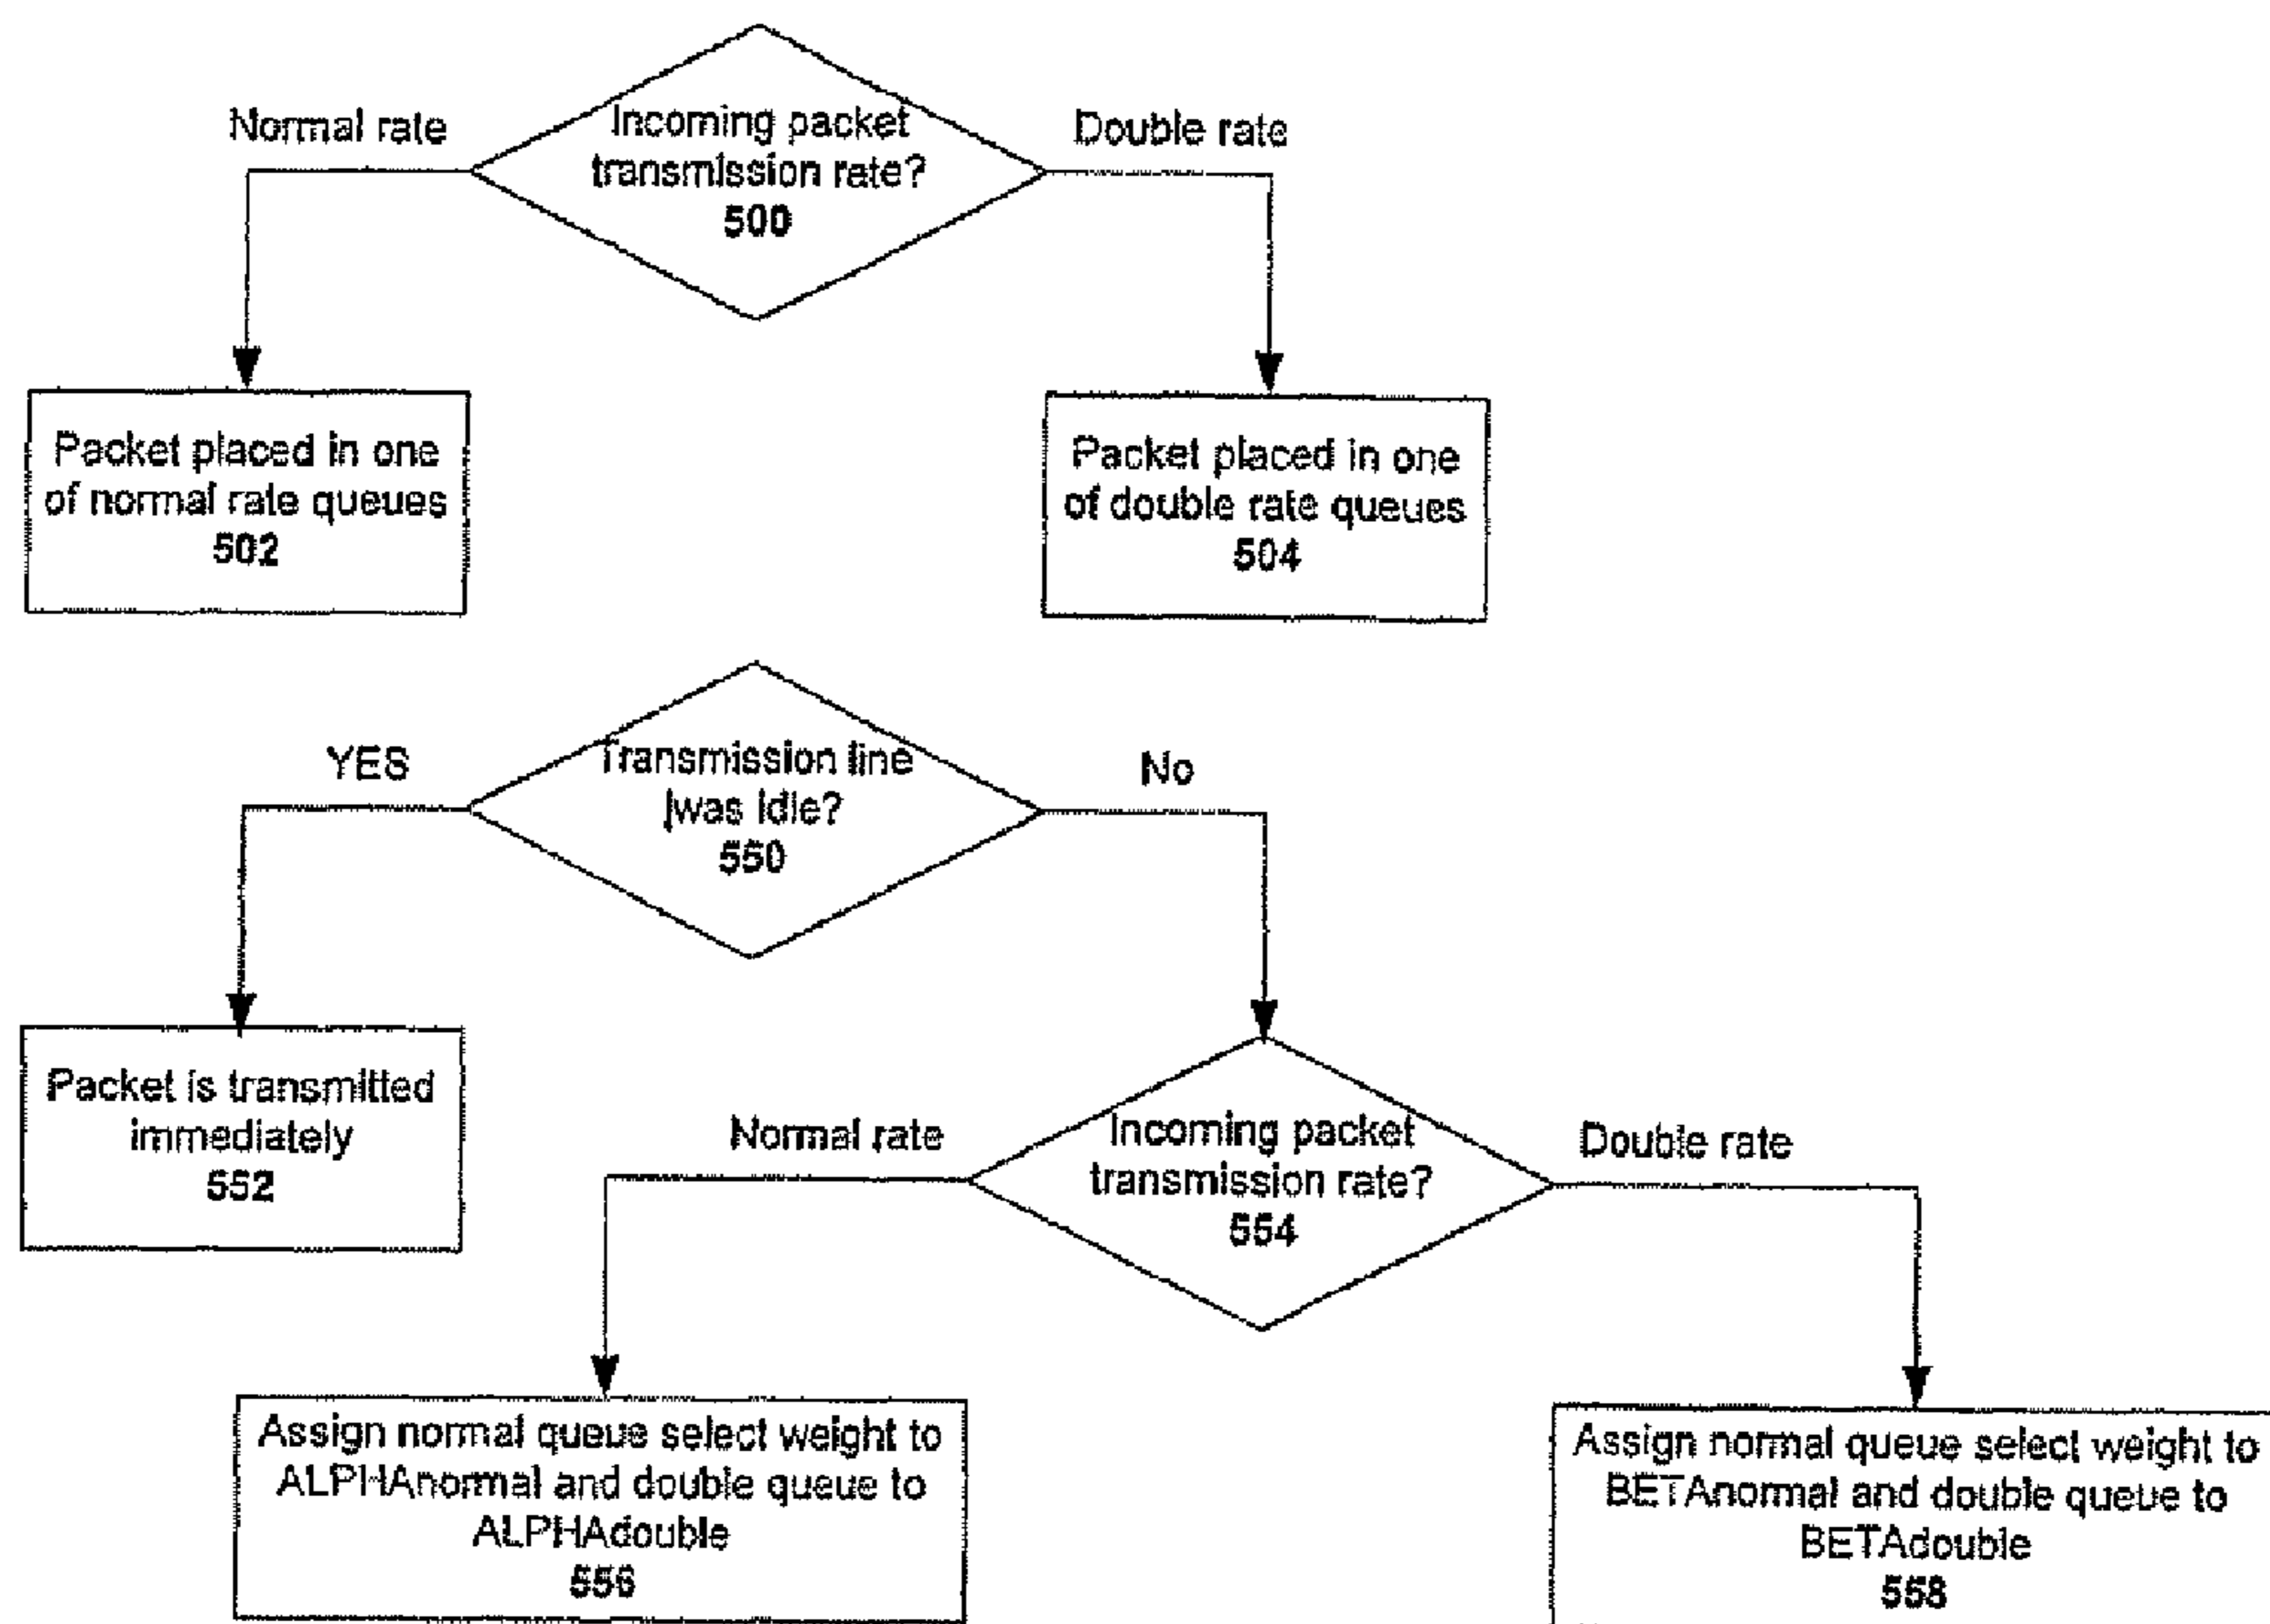 Normal rate
Incoming packet
transmission rate?
500
Double rate
Packet placed in one
of normal rate queues
502
Packet placed in one
of double rate queues
504
YES
Transmission line
was idle?
550
No
Packet is transmitted
immediately
552
Normal rate
Incoming packet
transmission rate?
554
Double rate
Assign normal queue select weight to
ALPHAnormal and double queue to
ALPHAdouble
556
Assign normal queue select weight to
BETAnormal and double queue to
BETAdouble
558